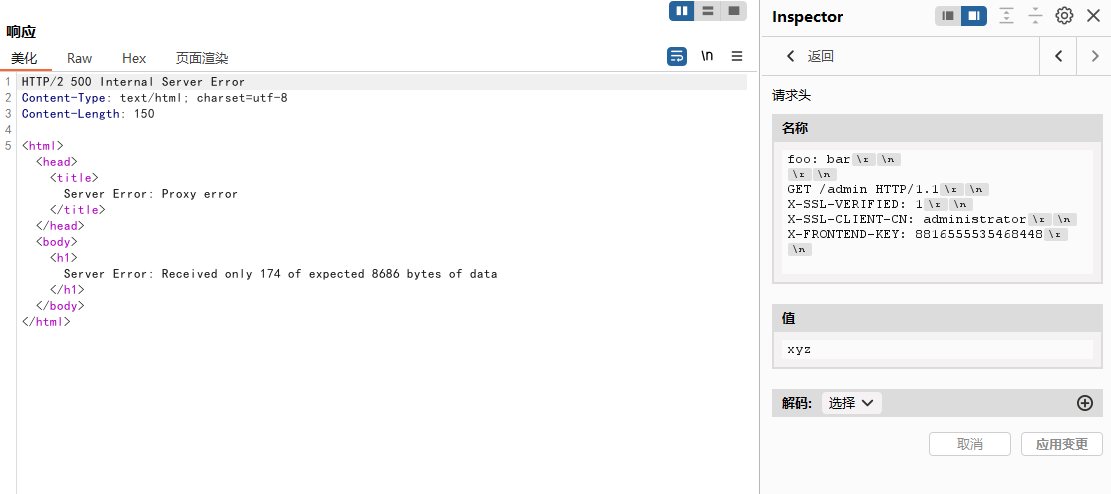 响应
美化 Raw Hex 页面渲染 \n
1 HTTP/2 500 Internal Server Error
2 Content-Type: text/html; charset=utf-8
3 Content-Length: 150
4
5 <html>
<head>
<title>
Server Error: Proxy error
</title>
</head>
<body>
<h1>
Server Error: Received only 174 of expected 8686 bytes of data
</h1>
</body>
</html>
Inspector
返回
请求头
名称
foo: bar\r\n
\r\n
GET /admin HTTP/1.1\r\n
X-SSL-VERIFIED: 1\r\n
X-SSL-CLIENT-CN: administrator\r\n
X-FRONTEND-KEY: 8816555535468448\r
\n
值
xyz
解码: 选择
取消 应用变更